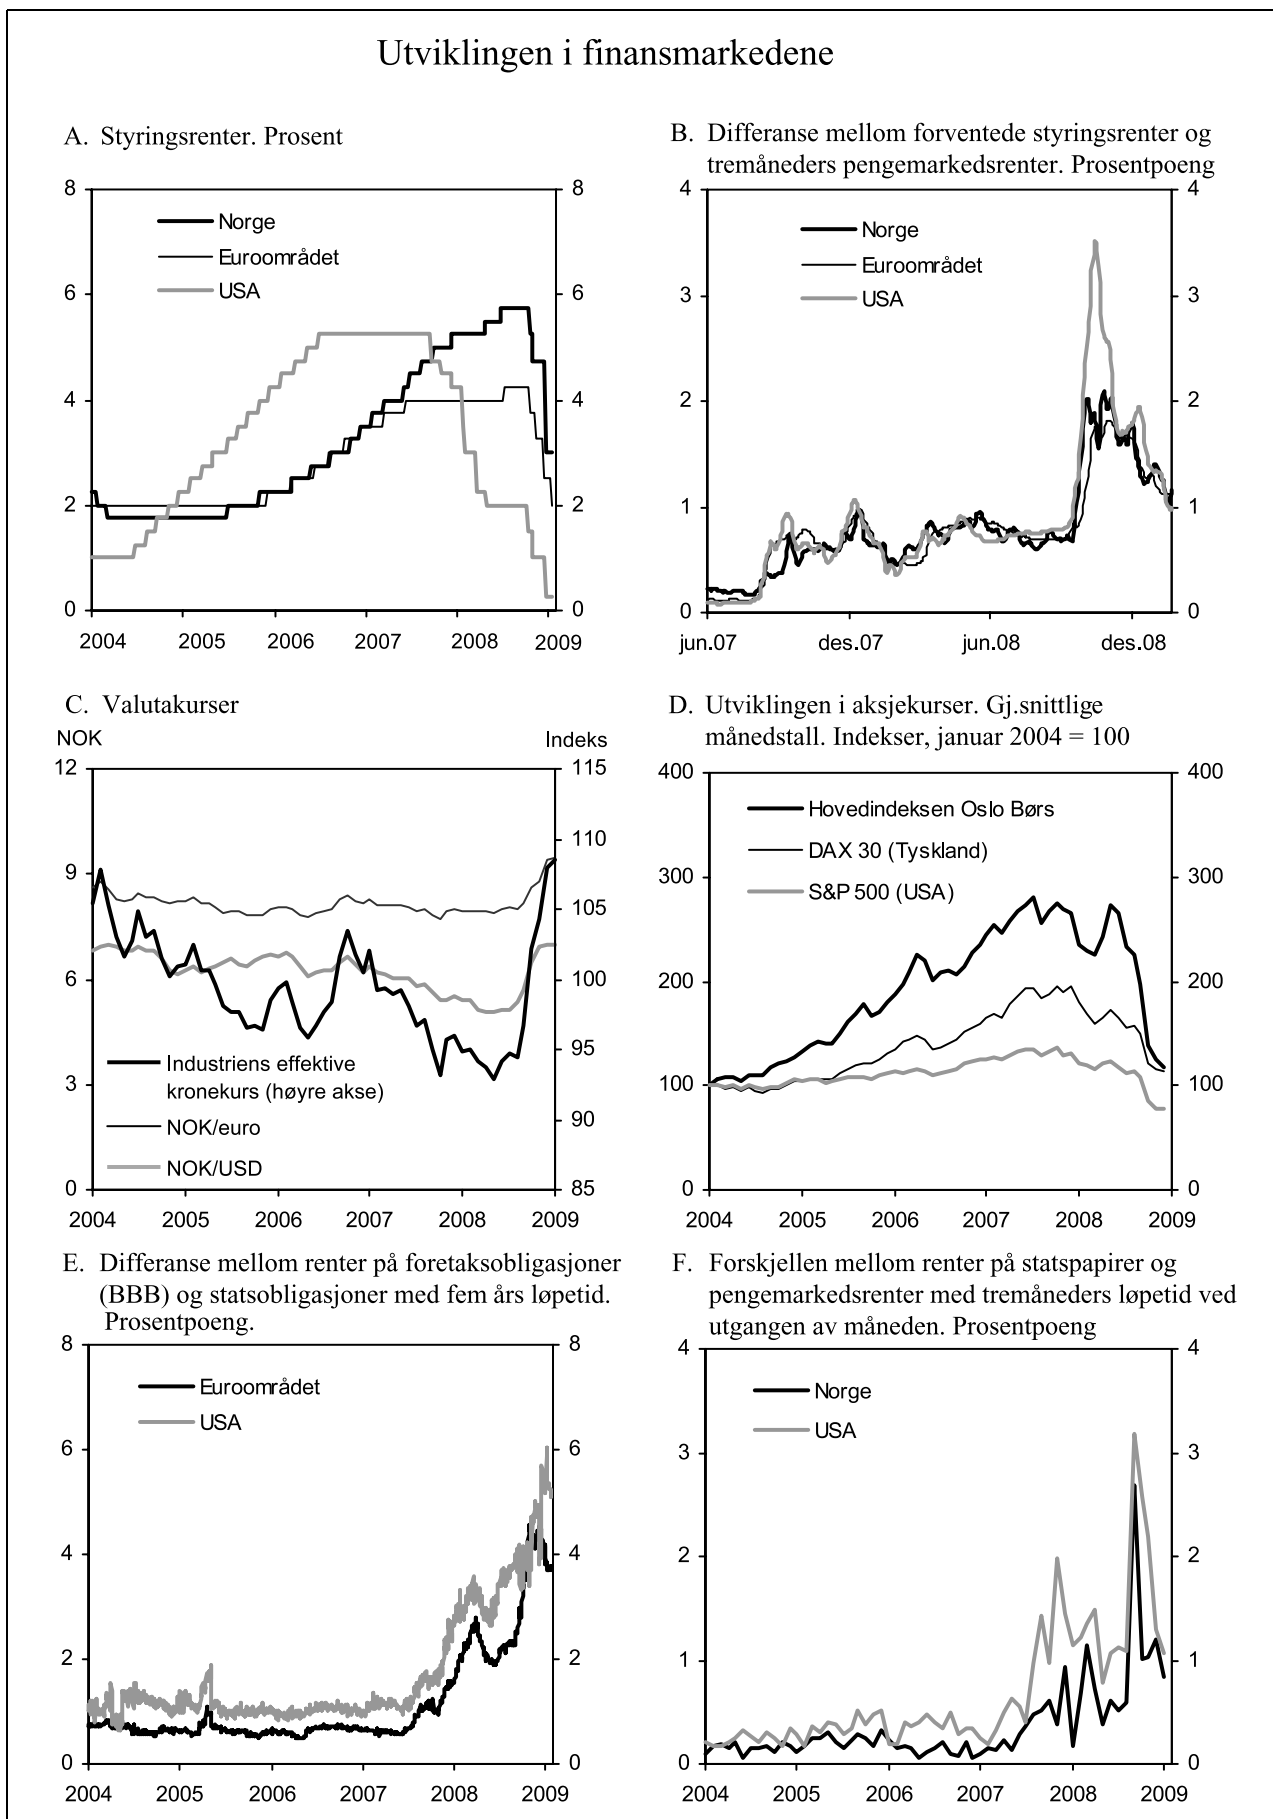 Utviklingen i finansmarkedene
A. Styringsrenter. Prosent
8
6
4
2
0
8
6
4
2
0
Norge
Euroområdet
USA
2004 2005 2006 2007 2008 2009
B. Differanse mellom forventede styringsrenter og
tremåneders pengemarkedsrenter. Prosentpoeng
4
3
2
1
0
4
3
2
1
0
Norge
Euroområdet
USA
jun.07 des.07 jun.08 des.08
C. Valutakurser
NOK
Indeks
12
9
6
3
0
115
110
105
100
95
90
85
Industriens effektive
kronekurs (høyre akse)
NOK/euro
NOK/USD
2004 2005 2006 2007 2008 2009
D. Utviklingen i aksjekurser. Gj.snittlige
månedstall. Indekser, januar 2004 = 100
400
300
200
100
0
400
300
200
100
0
Hovedindeksen Oslo Børs
DAX 30 (Tyskland)
S&P 500 (USA)
2004 2005 2006 2007 2008 2009
E. Differanse mellom renter på foretaksobligasjoner
(BBB) og statsobligasjoner med fem års løpetid.
Prosentpoeng.
8
6
4
2
0
8
6
4
2
0
Euroområdet
USA
2004 2005 2006 2007 2008 2009
F. Forskjellen mellom renter på statspapirer og
pengemarkedsrenter med tremåneders løpetid ved
utgangen av måneden. Prosentpoeng
4
3
2
1
0
4
3
2
1
0
Norge
USA
2004 2005 2006 2007 2008 2009